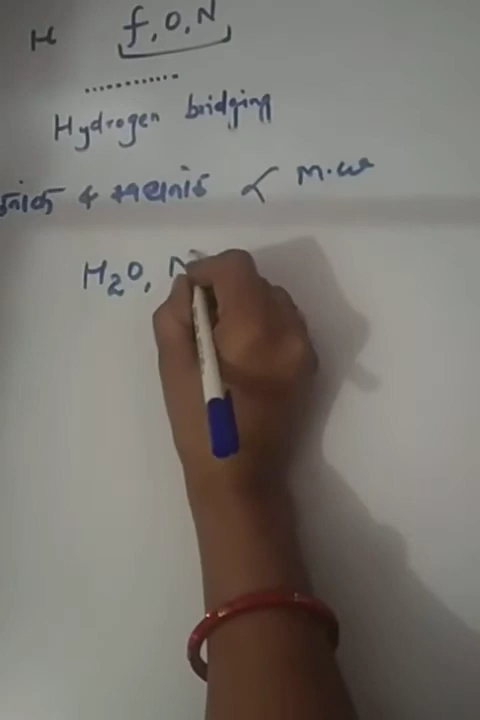 H f, O, N
............
Hydrogen bridging
& ∝ M.w
H₂O, N